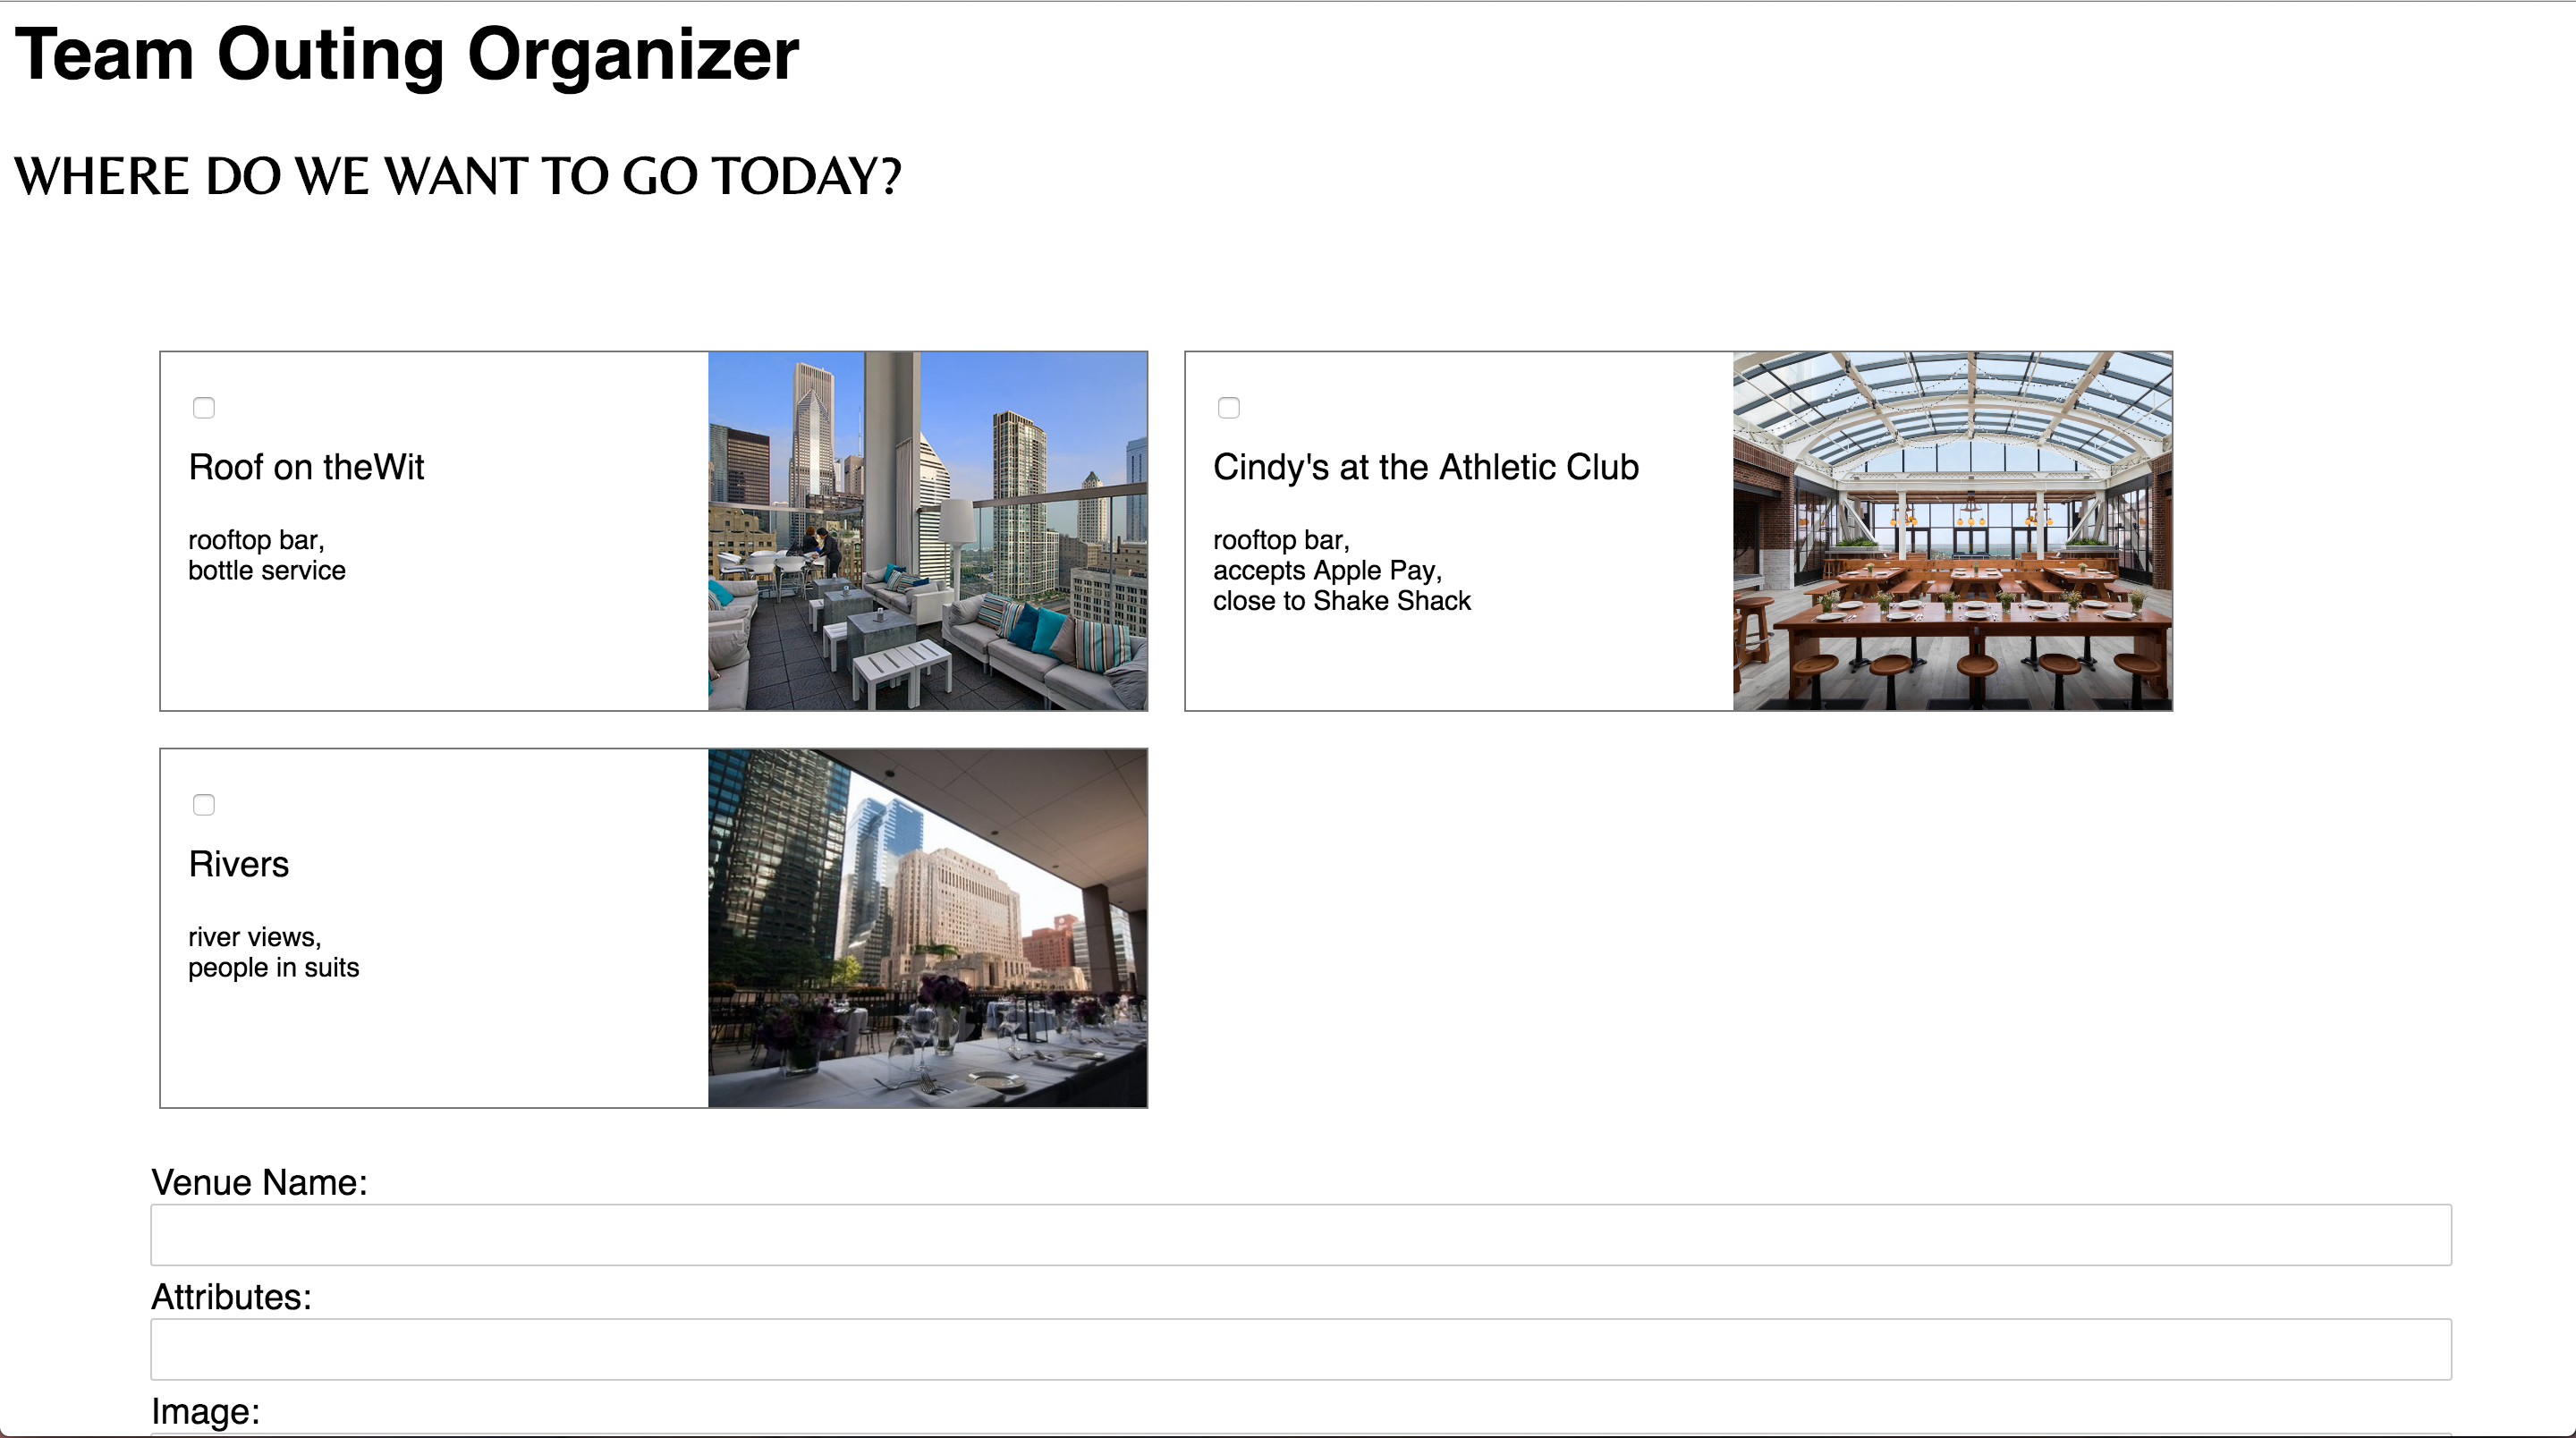 Team Outing Organizer
WHERE DO WE WANT TO GO TODAY?
Roof on theWit
rooftop bar,
bottle service
Cindy's at the Athletic Club
rooftop bar,
accepts Apple Pay,
close to Shake Shack
Rivers
river views,
people in suits
Venue Name:
Attributes:
Image: